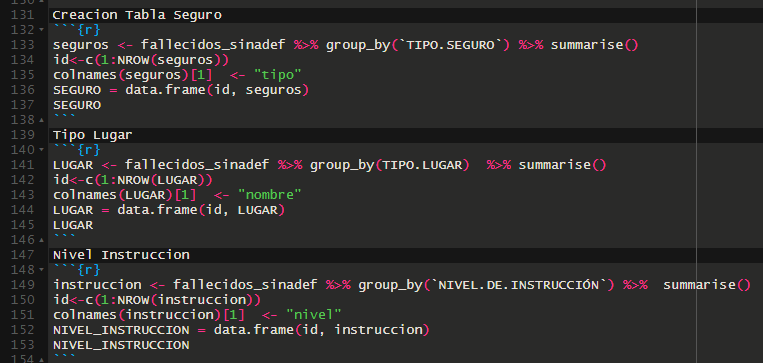 131 Creacion Tabla Seguro
132 ```{r}
133 seguros <- fallecidos_sinadef %>% group_by(`TIPO.SEGURO`) %>% summarise()
134 id<-c(1:NROW(seguros))
135 colnames(seguros)[1]  <- "tipo"
136 SEGURO = data.frame(id, seguros)
137 SEGURO
138 ```
139 Tipo Lugar
140 ```{r}
141 LUGAR <- fallecidos_sinadef %>% group_by(TIPO.LUGAR)  %>% summarise()
142 id<-c(1:NROW(LUGAR))
143 colnames(LUGAR)[1]  <- "nombre"
144 LUGAR = data.frame(id, LUGAR)
145 LUGAR
146 ```
147 Nivel Instruccion
148 ```{r}
149 instruccion <- fallecidos_sinadef %>% group_by(`NIVEL.DE.INSTRUCCIÓN`) %>%  summarise()
150 id<-c(1:NROW(instruccion))
151 colnames(instruccion)[1]  <- "nivel"
152 NIVEL_INSTRUCCION = data.frame(id, instruccion)
153 NIVEL_INSTRUCCION
154 ```